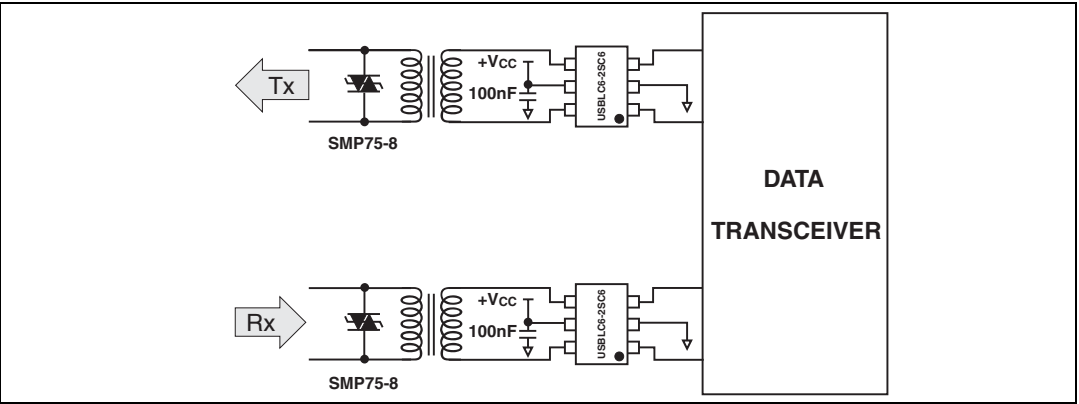 +Vcc
100nF
USBLC6-2SC6
Tx
SMP75-8
DATA
TRANSCEIVER
+Vcc
100nF
USBLC6-2SC6
Rx
SMP75-8